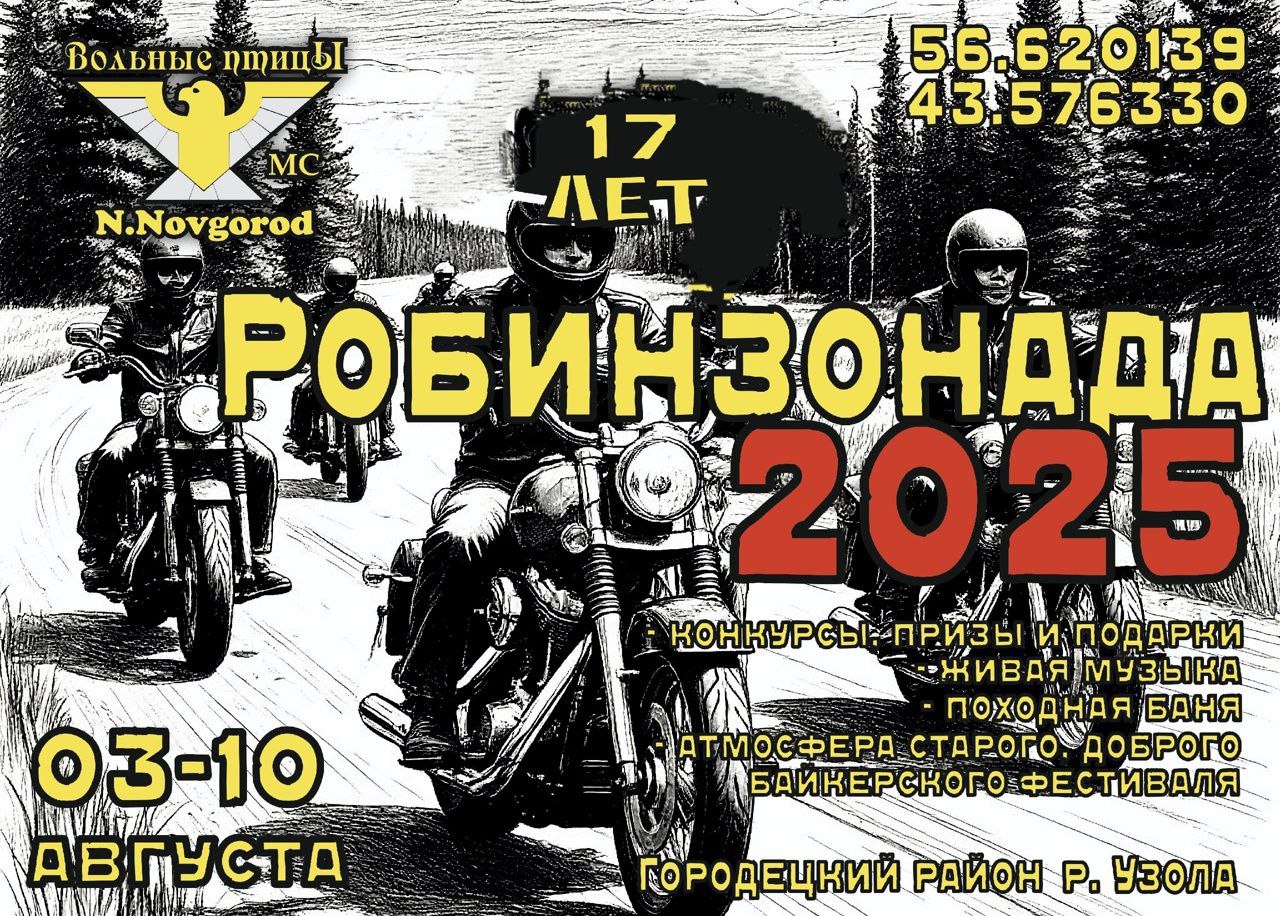 Вольные птицЫ
МС
N.Novgorod
56.620139
43.576330
17
ЛЕТ
РОБИНЗОНАДА
2025
- КОНКУРСЫ, ПРИЗЫ И ПОДАРКИ
- ЖИВАЯ МУЗЫКА
- ПОХОДНАЯ БАНЯ
- АТМОСФЕРА СТАРОГО, ДОБРОГО
БАЙКЕРСКОГО ФЕСТИВАЛЯ
03-10
АВГУСТА
ГОРОДЕЦКИЙ РАЙОН Р. УЗОЛА